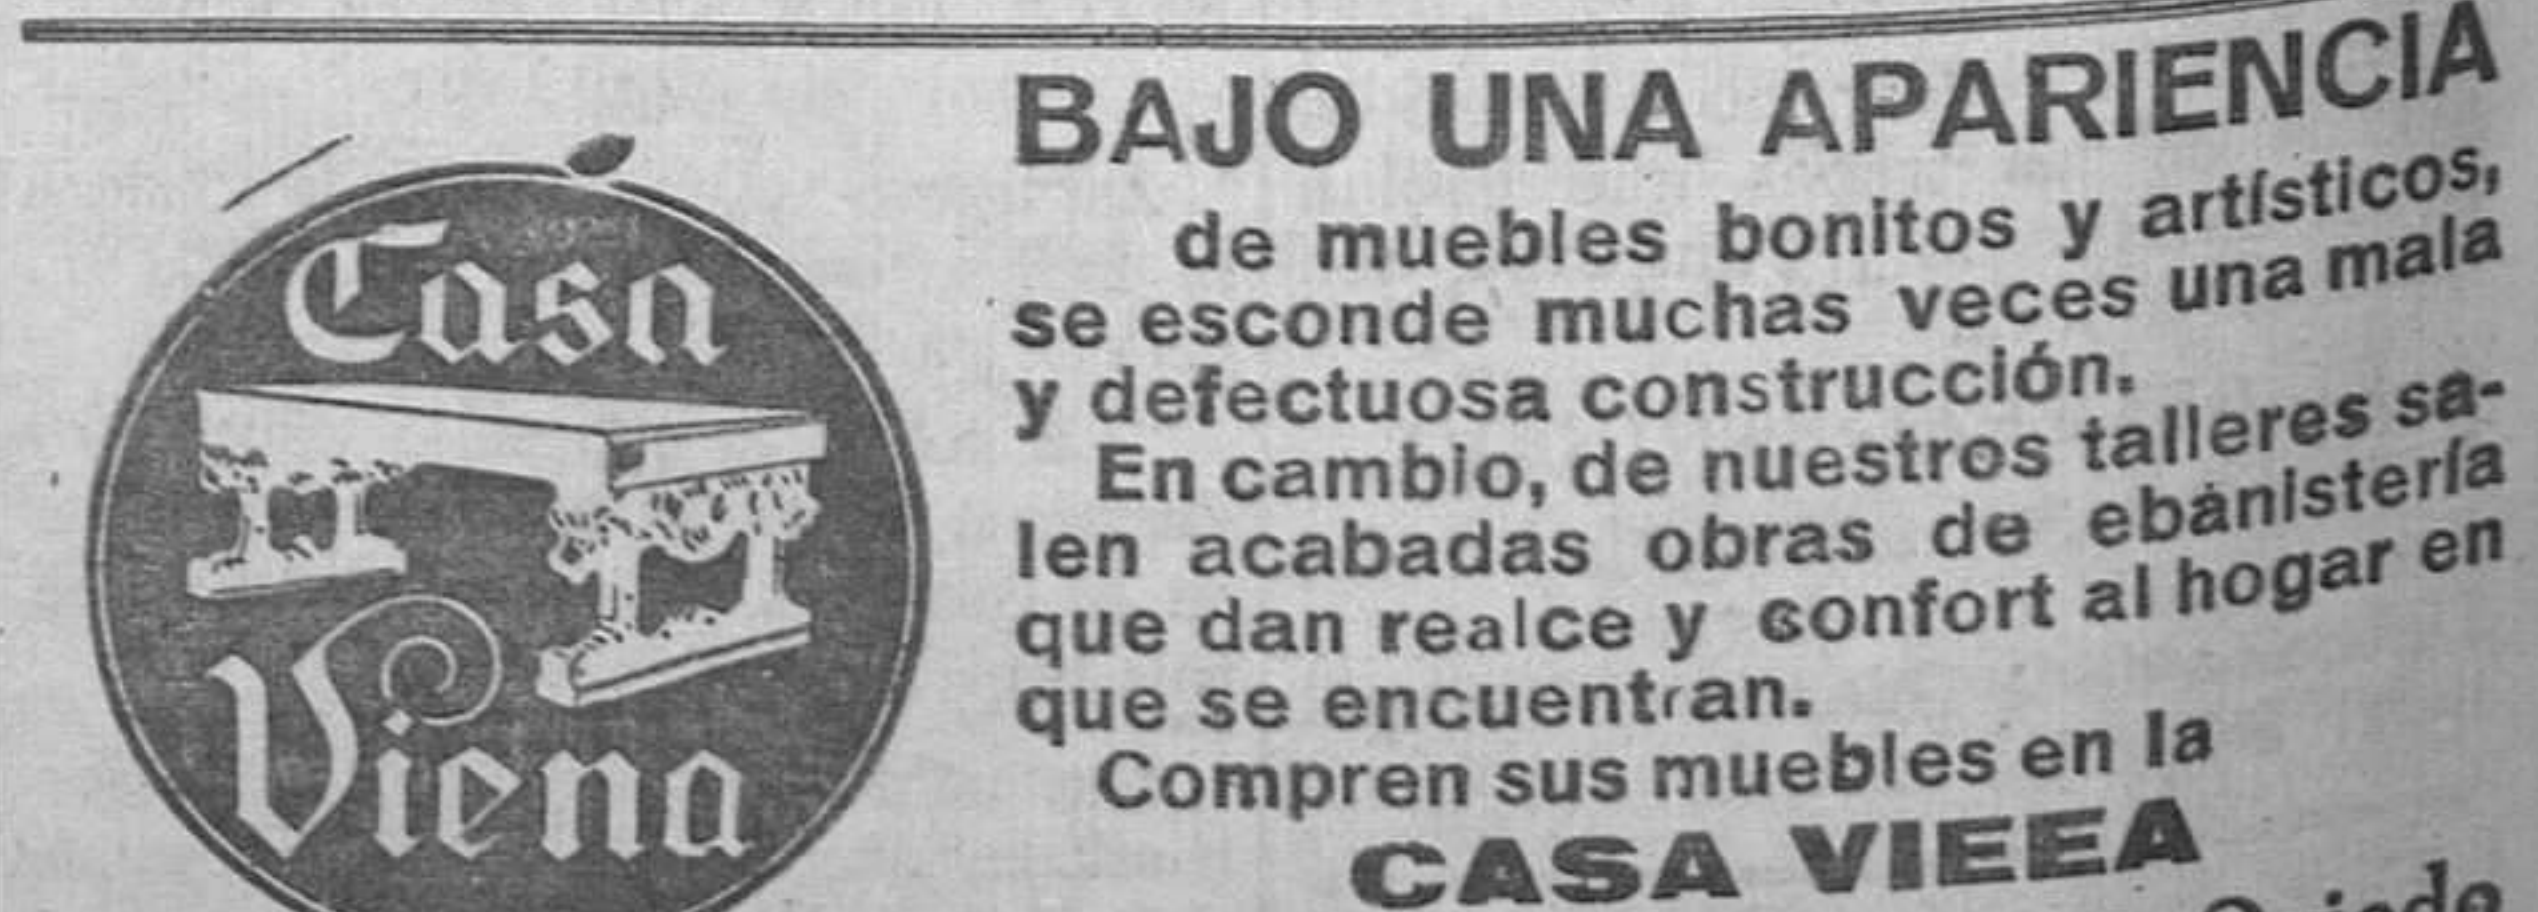 Casa
Viena
BAJO UNA APARIENCIA
de muebles bonitos y artísticos,
se esconde muchas veces una mala
y defectuosa construcción.
En cambio, de nuestros talleres sa-
len acabadas obras de ebanistería
que dan realce y confort al hogar en
que se encuentran.
Compren sus muebles en la
CASA VIEEA